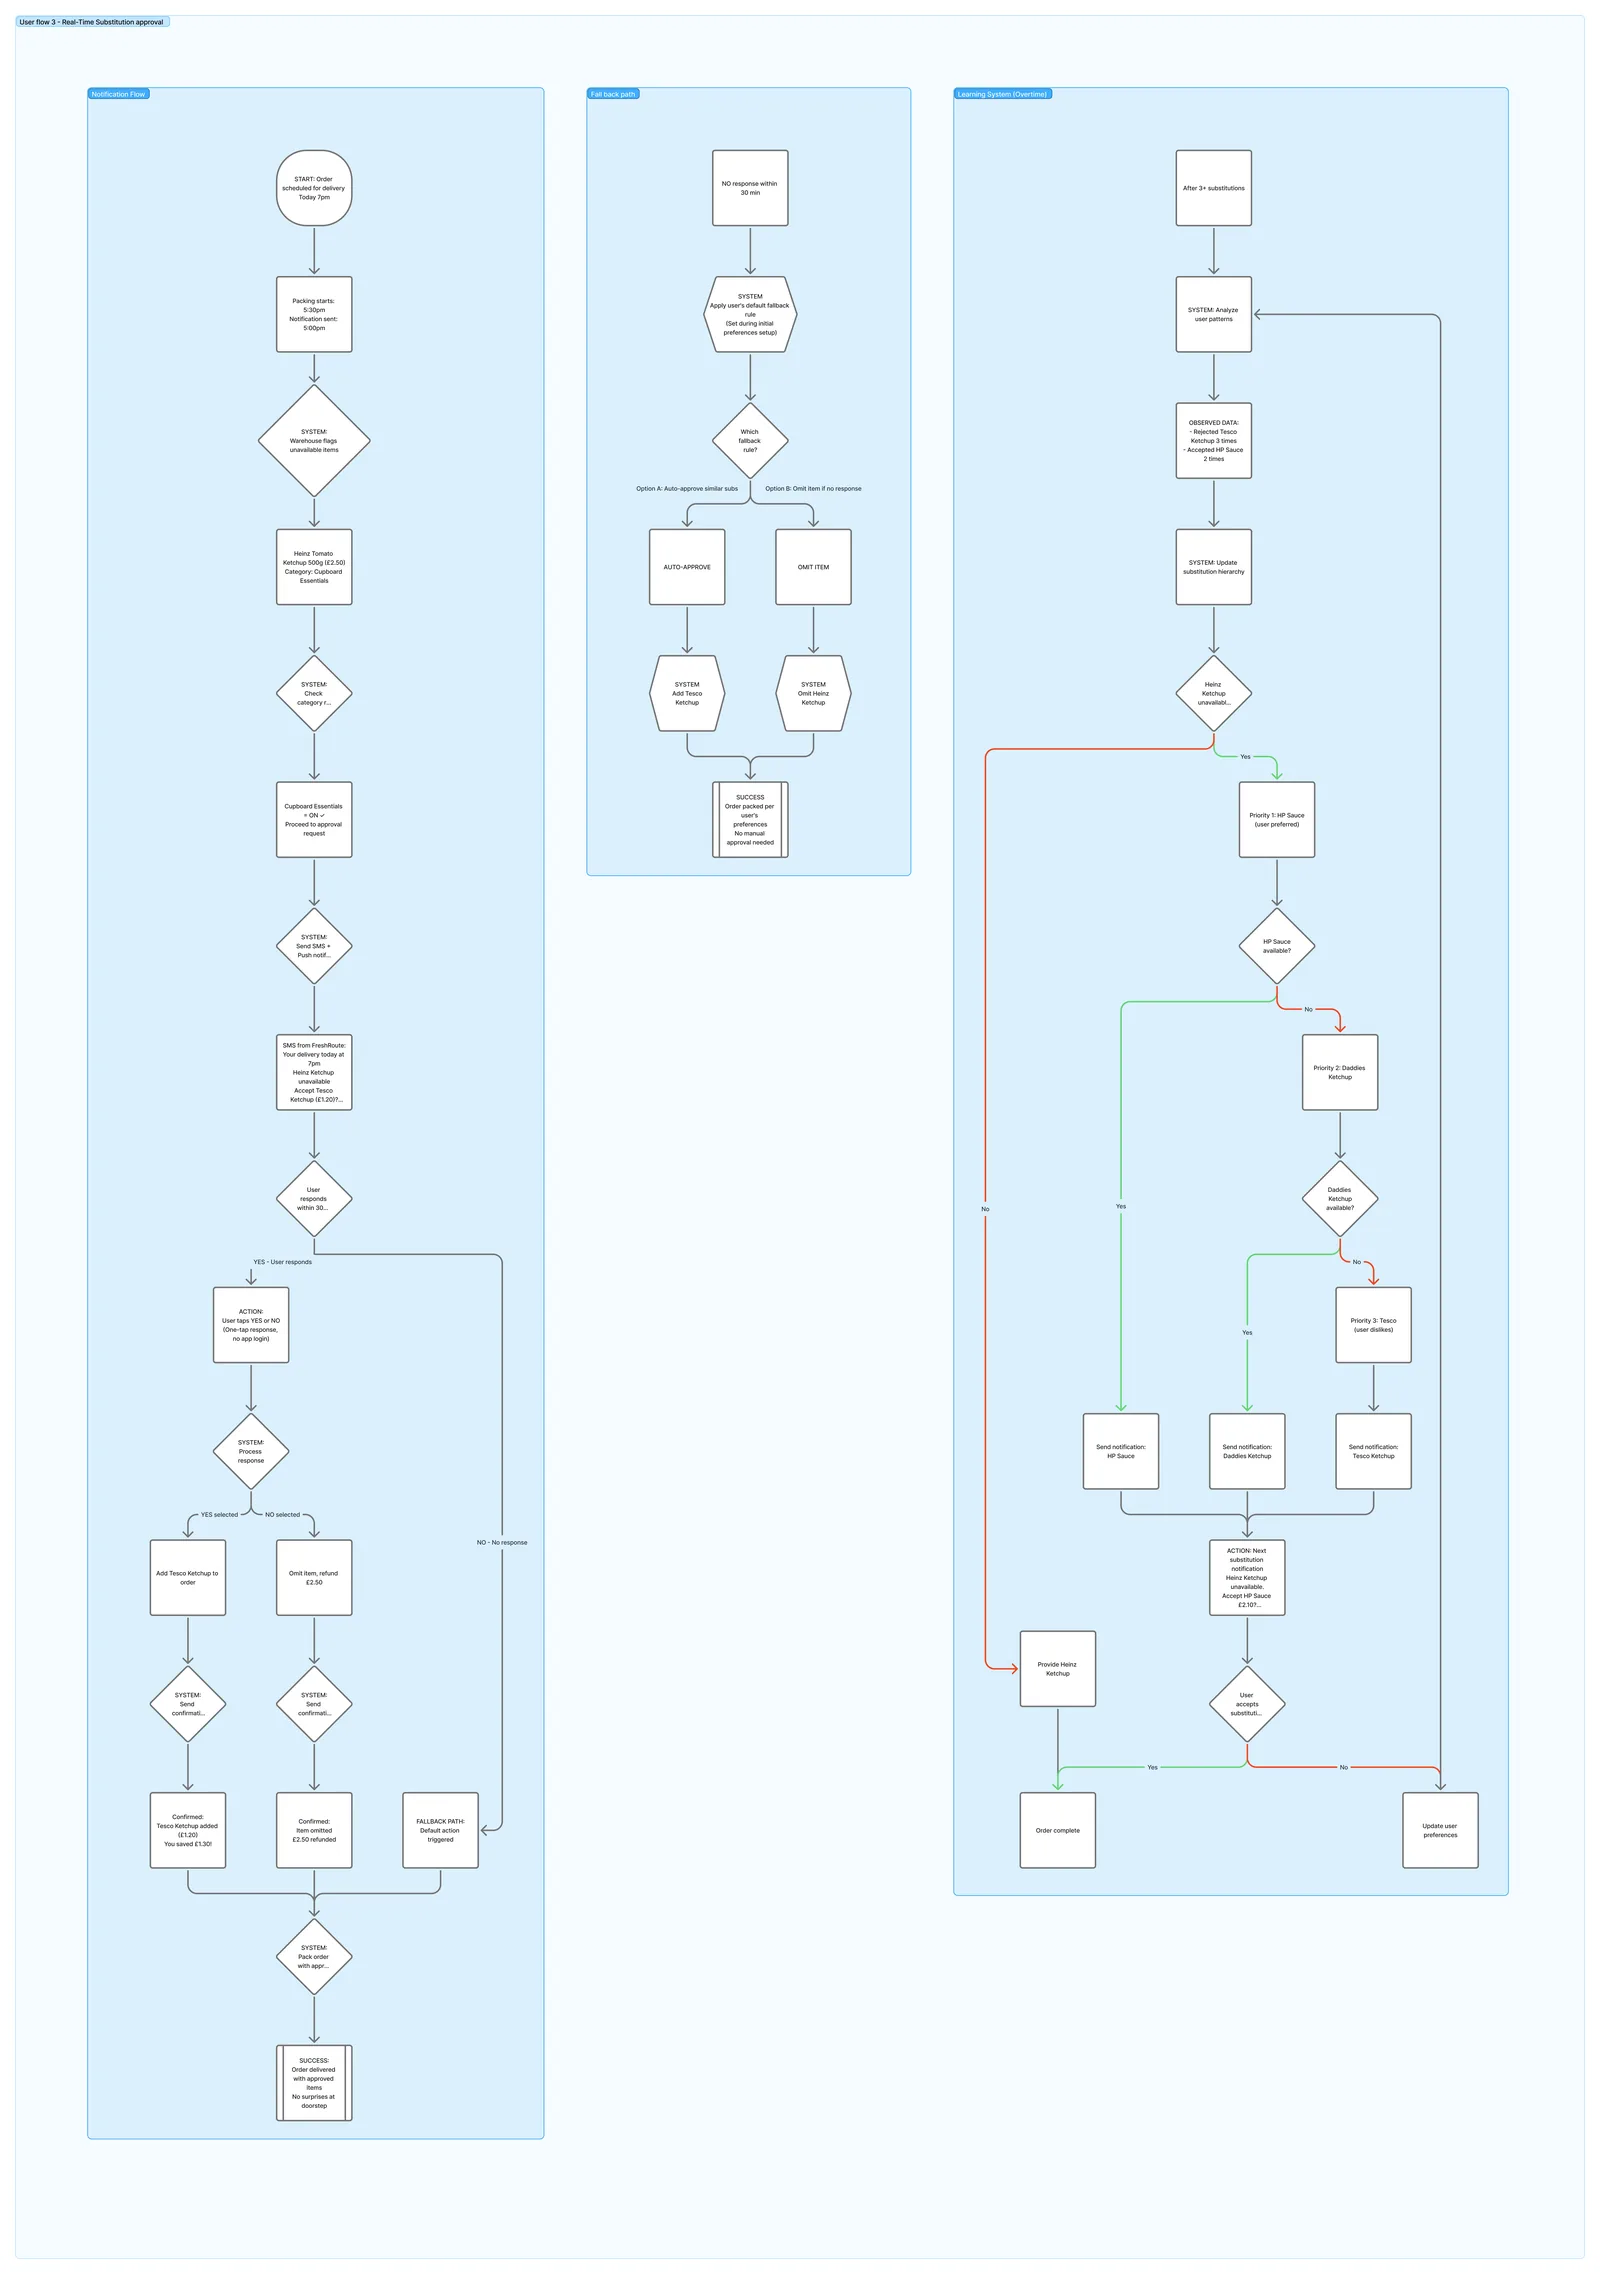 User flow 3 - Real-Time Substitution approval
Notification Flow
START: Order
scheduled for delivery
Today 7pm
Packing starts:
5:30pm
Notification sent:
5:00pm
SYSTEM:
Warehouse flags
unavailable items
Heinz Tomato
Ketchup 500g (£2.50)
Category: Cupboard
Essentials
SYSTEM:
Check
category r...
Cupboard Essentials
= ON ✓
Proceed to approval
request
SYSTEM:
Send SMS +
Push notif...
SMS from FreshRoute:
Your delivery today at
7pm
Heinz Ketchup
unavailable
Accept Tesco
Ketchup (£1.20)?...
User
responds
within 30...
YES - User responds
ACTION:
User taps YES or NO
(One-tap response,
no app login)
SYSTEM:
Process
response
YES selected
NO selected
NO - No response
Add Tesco Ketchup to
order
Omit item, refund
£2.50
SYSTEM:
Send
confirmati...
SYSTEM:
Send
confirmati...
Confirmed:
Tesco Ketchup added
(£1.20)
You saved £1.30!
Confirmed:
Item omitted
£2.50 refunded
FALLBACK PATH:
Default action
triggered
SYSTEM:
Pack order
with appr...
SUCCESS:
Order delivered
with approved
items
No surprises at
doorstep
Fall back path
NO response within
30 min
SYSTEM
Apply user's default fallback
rule
(Set during initial
preferences setup)
Which
fallback
rule?
Option A: Auto-approve similar subs
Option B: Omit item if no response
AUTO-APPROVE
OMIT ITEM
SYSTEM
Add Tesco
Ketchup
SYSTEM
Omit Heinz
Ketchup
SUCCESS
Order packed per
user's
preferences
No manual
approval needed
Learning System (Overtime)
After 3+ substitutions
SYSTEM: Analyze
user patterns
OBSERVED DATA:
- Rejected Tesco
Ketchup 3 times
- Accepted HP Sauce
2 times
SYSTEM: Update
substitution hierarchy
Heinz
Ketchup
unavailabl...
Yes
Priority 1: HP Sauce
(user preferred)
HP Sauce
available?
No
Priority 2: Daddies
Ketchup
Daddies
Ketchup
available?
No
Yes
No
Yes
Priority 3: Tesco
(user dislikes)
Send notification:
HP Sauce
Send notification:
Daddies Ketchup
Send notification:
Tesco Ketchup
ACTION: Next
substitution
notification
Heinz Ketchup
unavailable.
Accept HP Sauce
£2.10?...
Provide Heinz
Ketchup
User
accepts
substituti...
Yes
No
Order complete
Update user
preferences